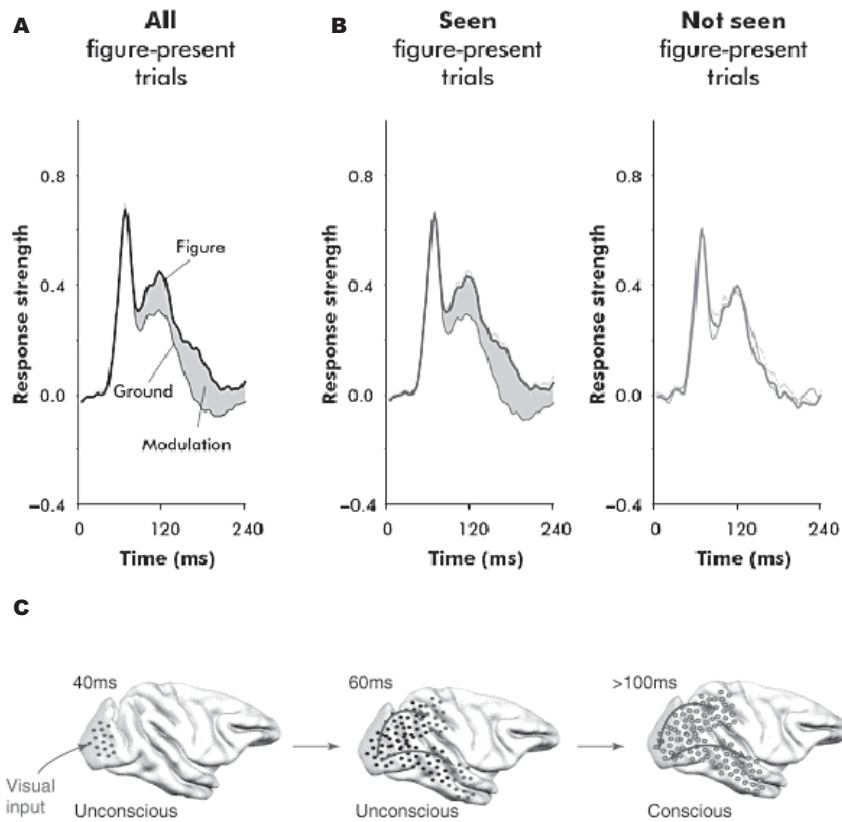 A
All
figure-present
trials
B
Seen
figure-present
trials
Not seen
figure-present
trials
Response strength
0.8
0.4
0.0
−0.4
Figure
Ground
Modulation
0
120
240
Time (ms)
Response strength
0.8
0.4
0.0
−0.4
0
120
240
Time (ms)
Response strength
0.8
0.4
0.0
−0.4
0
120
240
Time (ms)
C
40ms
60ms
>100ms
Visual
input
Unconscious
Unconscious
Conscious